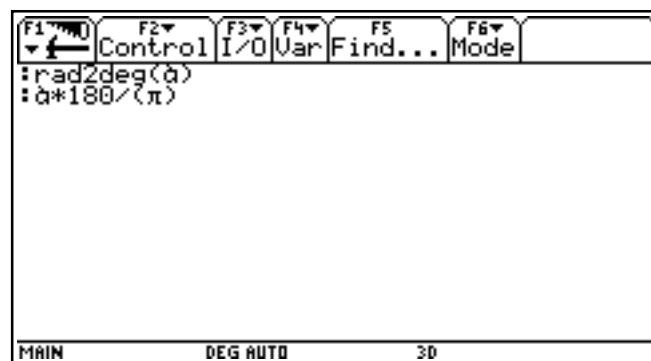 F1 F2 F3 F4 F5 F6
Control I/O Var Find... Mode
:rad2deg(à)
:à*180/(π)
MAIN DEG AUTO 3D